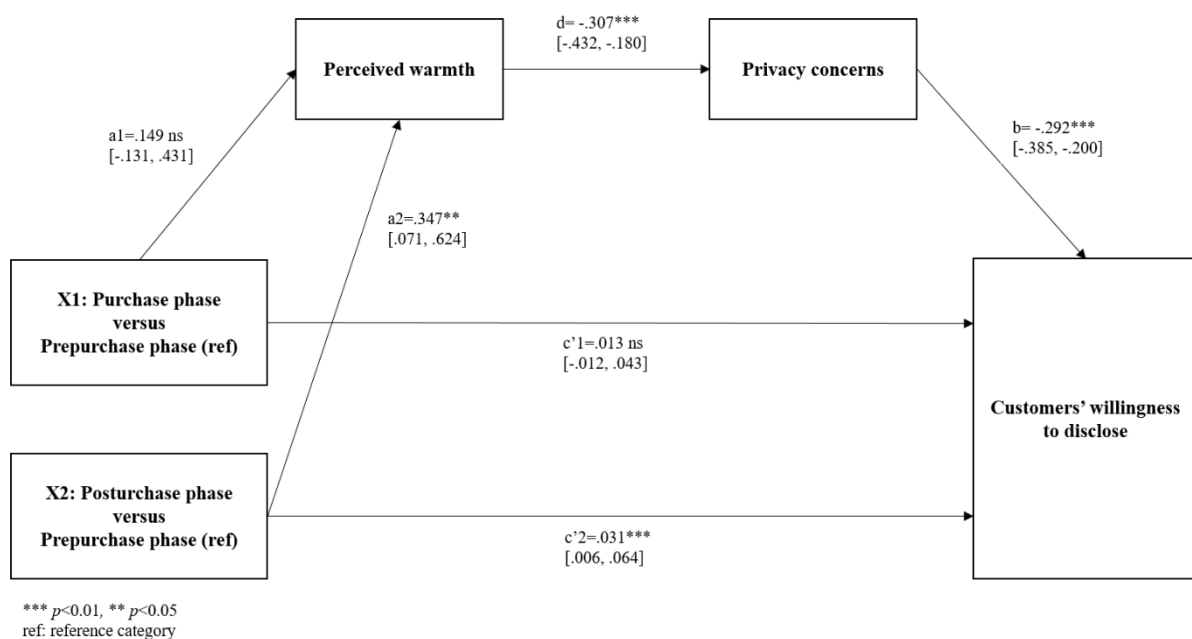 d= -.307***
[-.432, -.180]
Perceived warmth
Privacy concerns
a1=.149 ns
[-.131, .431]
b= -.292***
[-.385, -.200]
a2=.347**
[.071, .624]
X1: Purchase phase
versus
Prepurchase phase (ref)
c'1=.013 ns
[-.012, .043]
Customers' willingness
to disclose
X2: Posturchase phase
versus
Prepurchase phase (ref)
c'2=.031***
[.006, .064]
*** p<0.01, ** p<0.05
ref: reference category